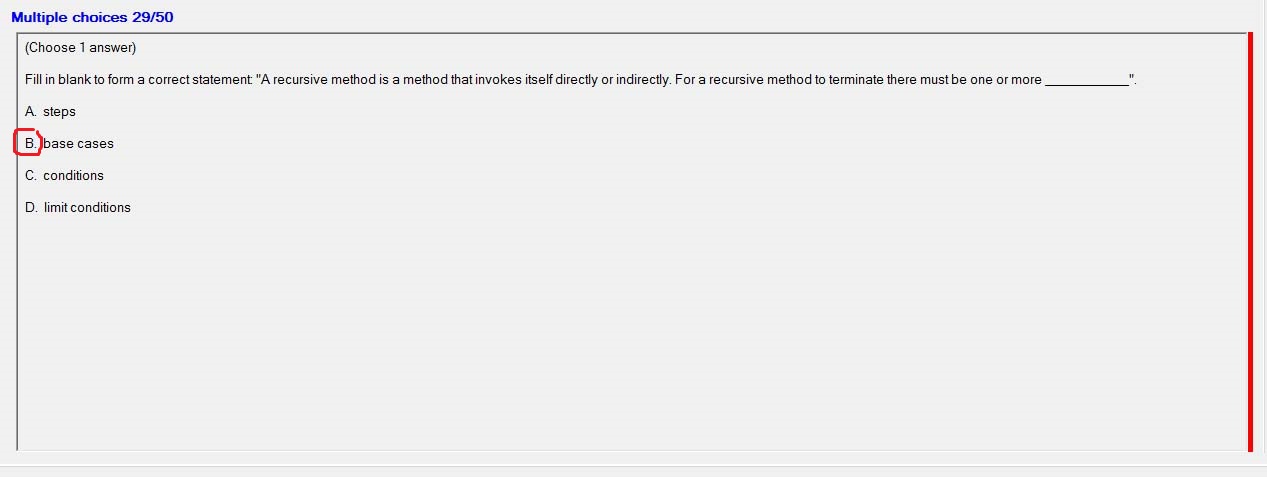 Multiple choices 29/50
(Choose 1 answer)
Fill in blank to form a correct statement: "A recursive method is a method that invokes itself directly or indirectly. For a recursive method to terminate there must be one or more ____________".
A. steps
B. base cases
C. conditions
D. limit conditions